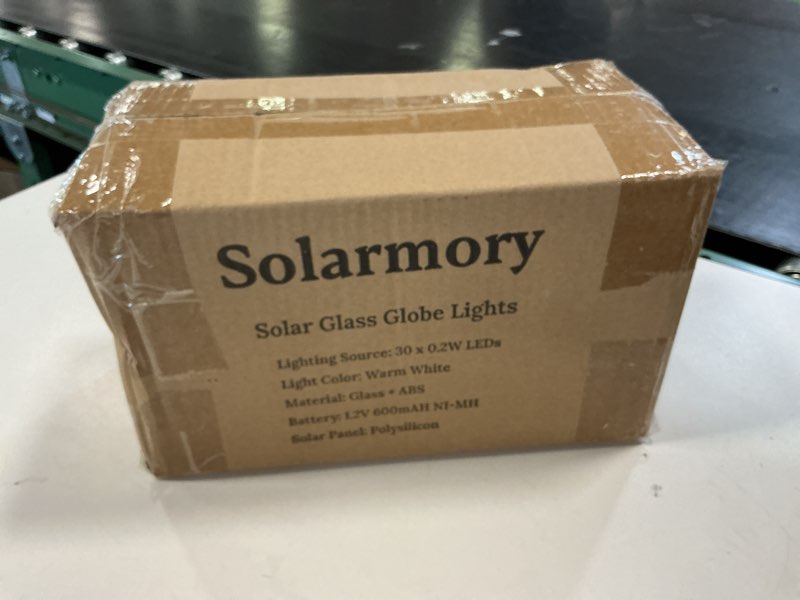 Solarmory
Solar Glass Globe Lights
Lighting Source: 30 x 0.2W LEDs
Light Color: Warm White
Material: Glass + ABS
Battery: 1.2V 600mAH NI-MH
Solar Panel: Polysilicon